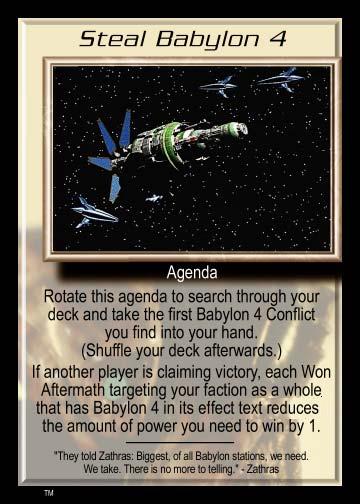 Steal Babylon 4
Agenda
Rotate this agenda to search through your
deck and take the first Babylon 4 Conflict
you find into your hand.
(Shuffle your deck afterwards.)
If another player is claiming victory, each Won
Aftermath targeting your faction as a whole
that has Babylon 4 in its effect text reduces
the amount of power you need to win by 1.
"They told Zathras: Biggest, of all Babylon stations, we need.
We take. There is no more to telling." - Zathras
TM